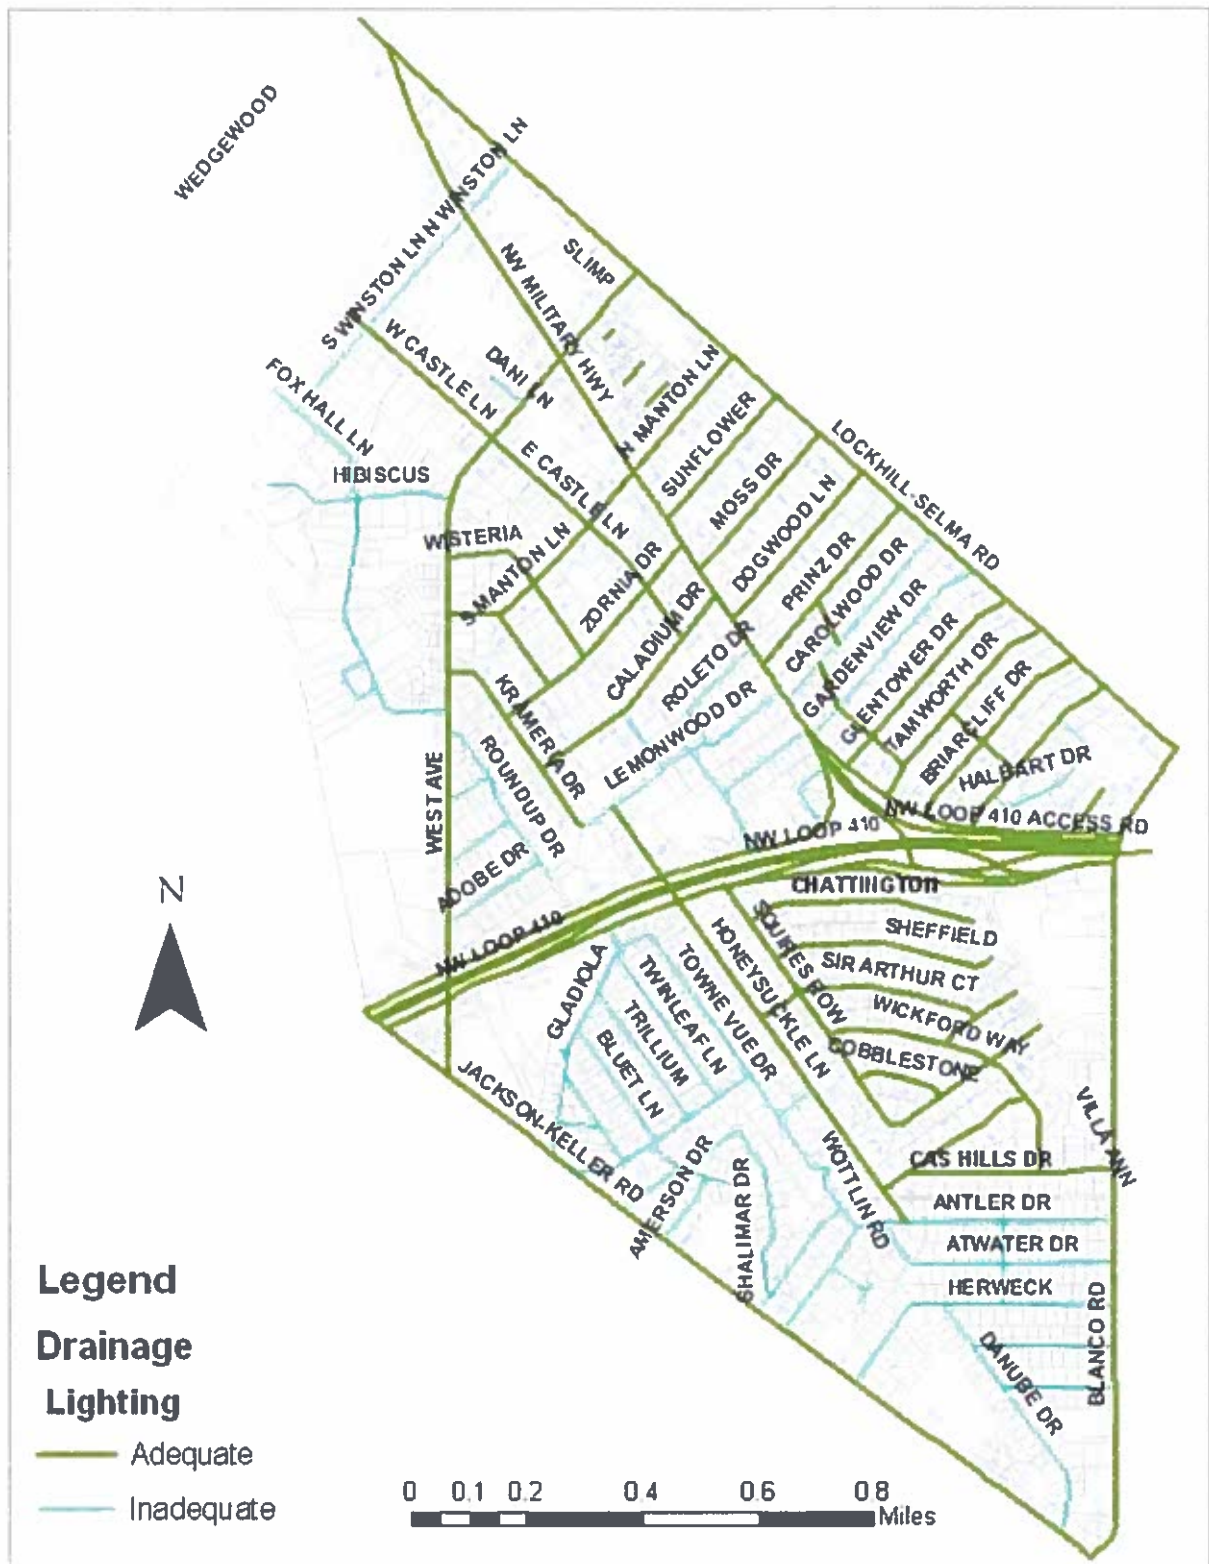 WEDGEWOOD
N WINSTON LN
S WINSTON LN
SLIMP
NW MILITARY HWY
W CASTLE LN
DANI LN
FOX HALL LN
N MANTON LN
HIBISCUS
E CASTLE LN
SUNFLOWER
LOCKHILL-SELMA RD
MOSS DR
DOGWOOD LN
WISTERIA
S MANTON LN
ZORNIA DR
PRINZ DR
CAROLWOOD DR
CALADIUM DR
GARDENVIEW DR
ROLETO DR
GLENTOWER DR
TAMWORTH DR
KRAMERIA DR
LEMONWOOD DR
BRIARCLIFF DR
ROUNDUP DR
HALBART DR
WEST AVE
NW LOOP 410
NW LOOP 410 ACCESS RD
ADOBE DR
CHATTINGTON
N
NW LOOP 410
SQUIRES ROW
SHEFFIELD
HONEYSUCKLE LN
SIR ARTHUR CT
GLADIOLA
TWINLEAF LN
TOWNE VUE DR
TRILLIUM
WICKFORD WAY
BLUET LN
COBBLESTONE
JACKSON-KELLER RD
VILLA ANN
AMERSON DR
SHALIMAR DR
WOTTLIN RD
CAS HILLS DR
ANTLER DR
ATWATER DR
HERWECK
DANUBE DR
BLANCO RD
Legend
Drainage
Lighting
Adequate
Inadequate
0 0.1 0.2 0.4 0.6 0.8
Miles